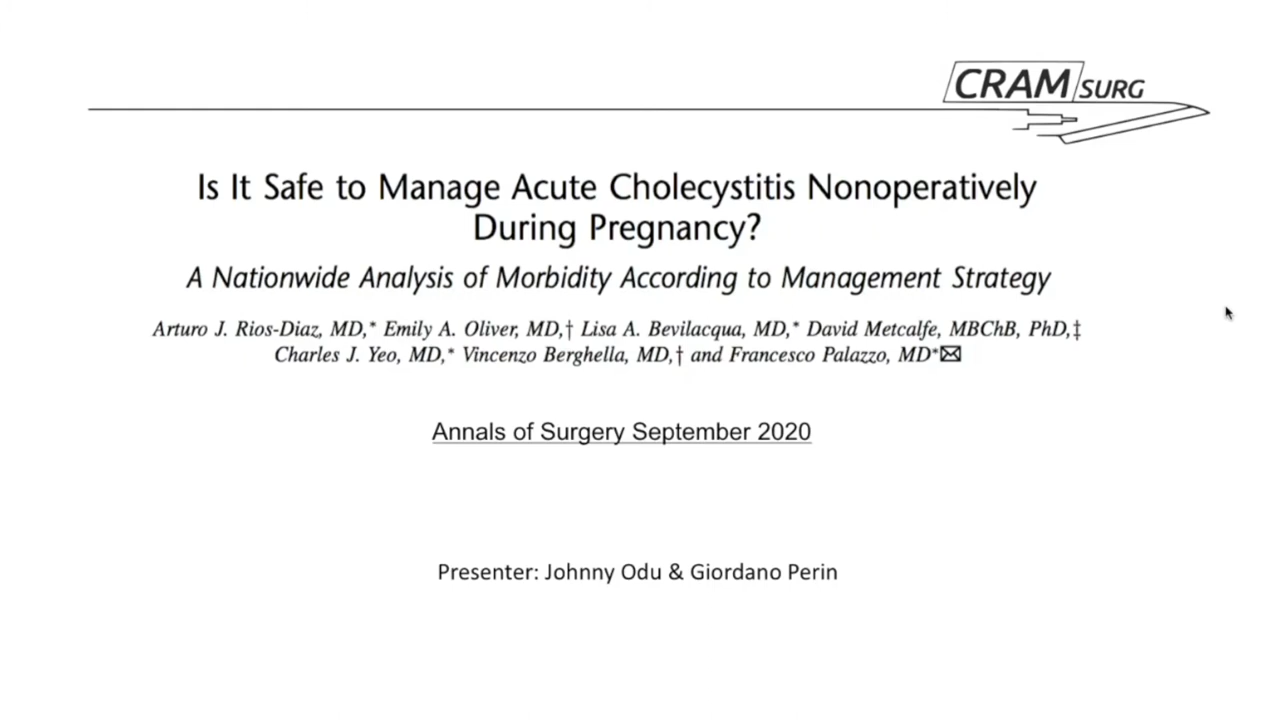 CRAM SURG
Is It Safe to Manage Acute Cholecystitis Nonoperatively
During Pregnancy?
A Nationwide Analysis of Morbidity According to Management Strategy
Arturo J. Rios-Diaz, MD,* Emily A. Oliver, MD,† Lisa A. Bevilacqua, MD,* David Metcalfe, MBChB, PhD,‡
Charles J. Yeo, MD,* Vincenzo Berghella, MD,† and Francesco Palazzo, MD*✉
Annals of Surgery September 2020
Presenter: Johnny Odu & Giordano Perin